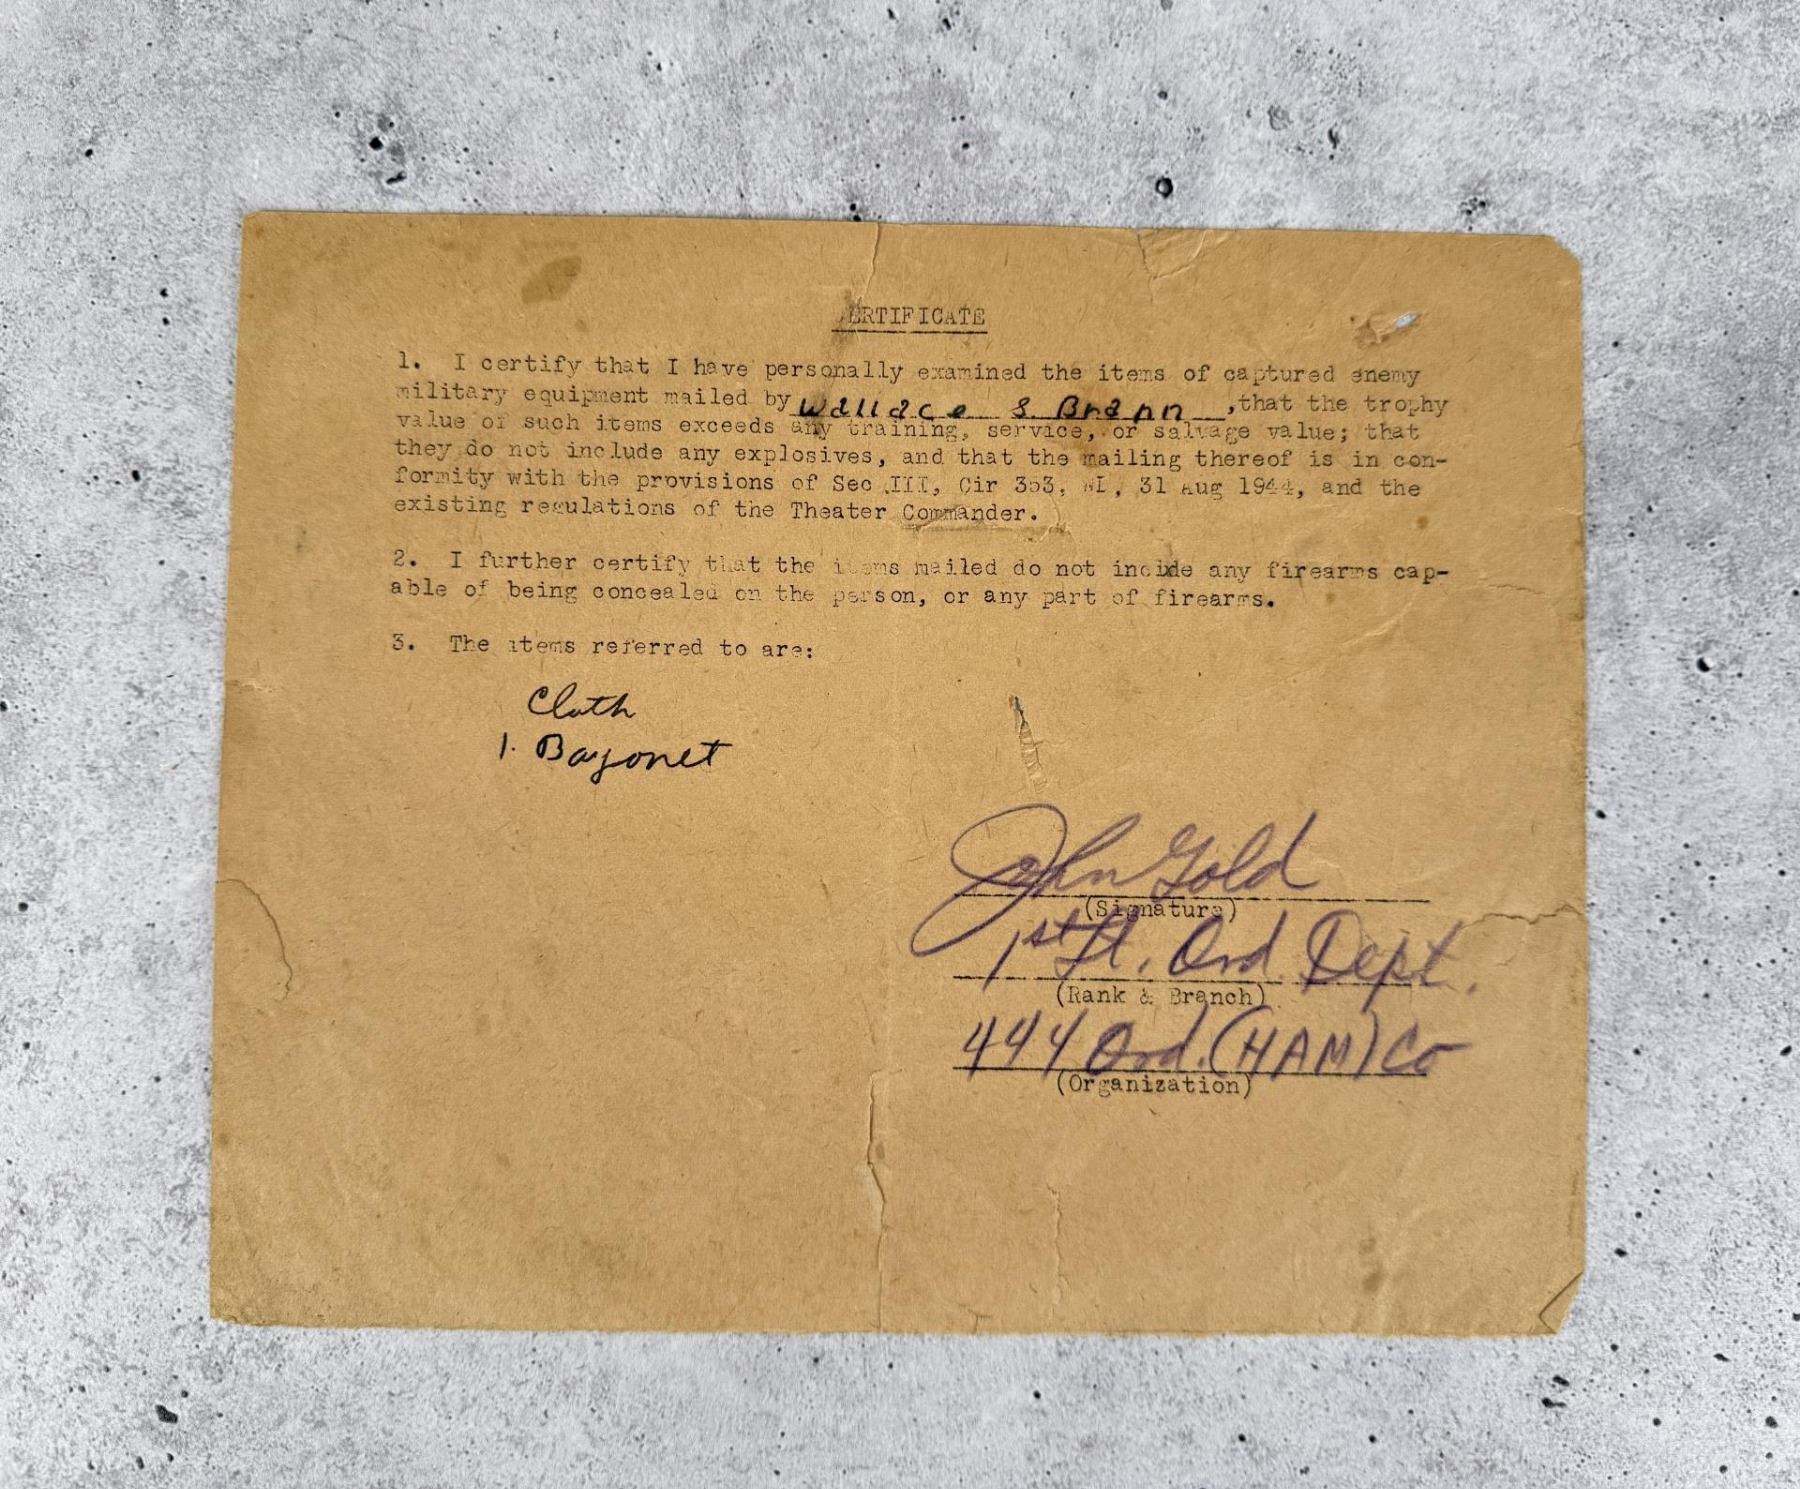 CERTIFICATE
1. I certify that I have personally examined the items of captured enemy
military equipment mailed by Wallace S. Brann, that the trophy
value of such items exceeds any training, service, or salvage value; that
they do not include any explosives, and that the mailing thereof is in con-
formity with the provisions of Sec III, Cir 353, WD, 31 Aug 1944, and the
existing regulations of the Theater Commander.
2. I further certify that the items mailed do not include any firearms cap-
able of being concealed on the person, or any part of firearms.
3. The items referred to are:
Cloth
1. Bayonet
John Gold
(Signature)
1st Lt. Ord. Dept.
(Rank & Branch)
444 Ord. (HAM) Co
(Organization)